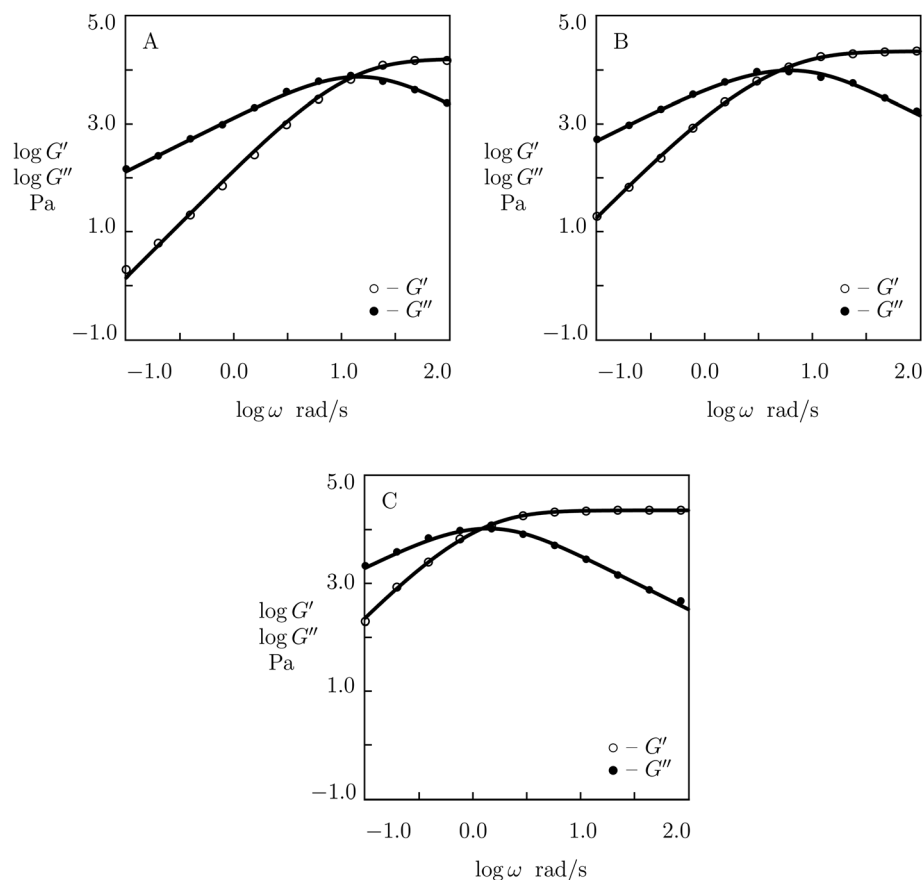 A
5.0
3.0
1.0
−1.0
log G′
log G″
Pa
○ – G′
● – G″
−1.0 0.0 1.0 2.0
log ω rad/s
B
5.0
3.0
1.0
−1.0
log G′
log G″
Pa
○ – G′
● – G″
−1.0 0.0 1.0 2.0
log ω rad/s
C
5.0
3.0
1.0
−1.0
log G′
log G″
Pa
○ – G′
● – G″
−1.0 0.0 1.0 2.0
log ω rad/s